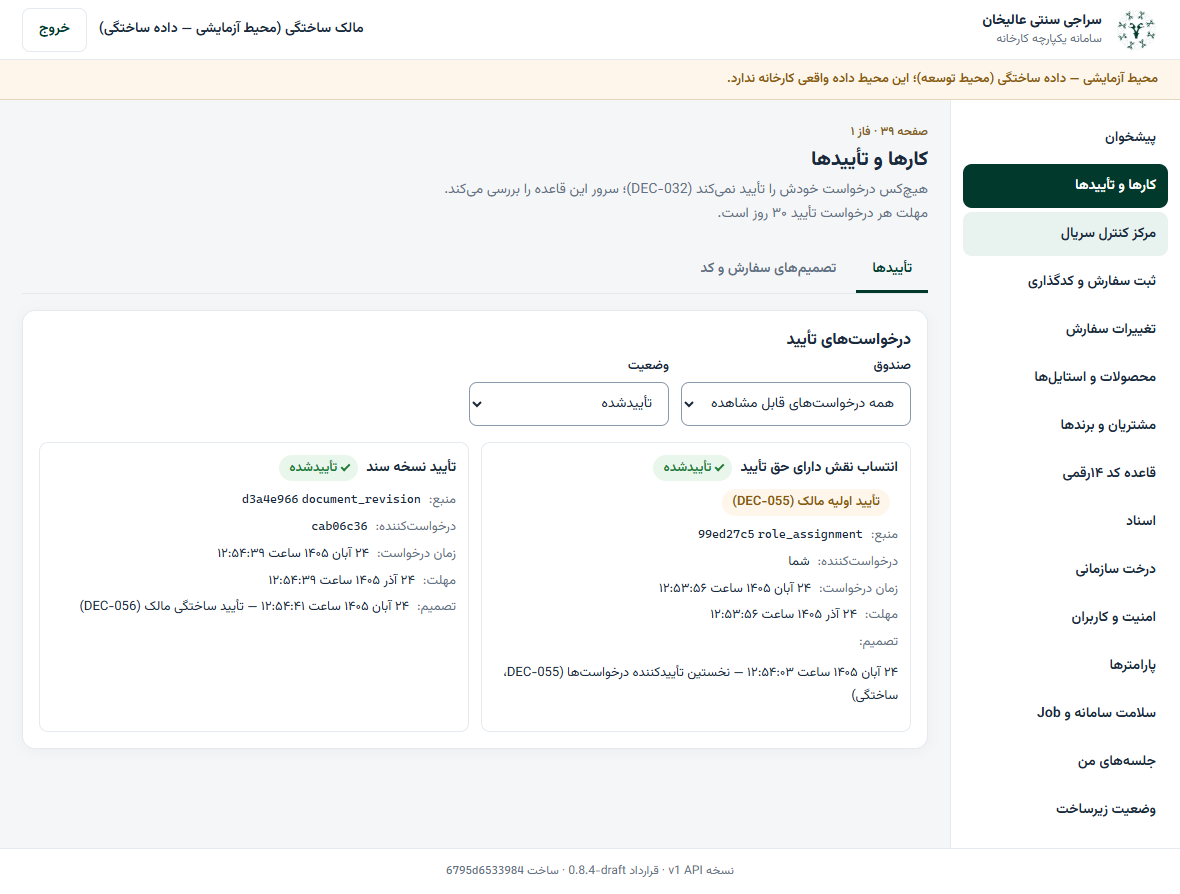 سراجی سنتی عالیخان
سامانه یکپارچه کارخانه
مالک ساختگی (محیط آزمایشی — داده ساختگی)
خروج
محیط آزمایشی — داده ساختگی (محیط توسعه)؛ این محیط داده واقعی کارخانه ندارد.
پیشخوان
کارها و تأییدها
مرکز کنترل سریال
ثبت سفارش و کدگذاری
تغییرات سفارش
محصولات و استایل‌ها
مشتریان و برندها
قاعده کد ۱۴رقمی
اسناد
درخت سازمانی
امنیت و کاربران
پارامترها
سلامت سامانه و Job
جلسه‌های من
وضعیت زیرساخت
صفحه ۳۹ · فاز ۱
کارها و تأییدها
هیچ‌کس درخواست خودش را تأیید نمی‌کند (DEC-032)؛ سرور این قاعده را بررسی می‌کند.
مهلت هر درخواست تأیید ۳۰ روز است.
تأییدها
تصمیم‌های سفارش و کد
درخواست‌های تأیید
صندوق
همه درخواست‌های قابل مشاهده
وضعیت
تأییدشده
انتساب نقش دارای حق تأیید ✓ تأییدشده
تأیید اولیه مالک (DEC-055)
منبع: role_assignment 99ed27c5
درخواست‌کننده: شما
زمان درخواست: ۲۴ آبان ۱۴۰۵ ساعت ۱۲:۵۳:۵۶
مهلت: ۲۴ آذر ۱۴۰۵ ساعت ۱۲:۵۳:۵۶
تصمیم:
۲۴ آبان ۱۴۰۵ ساعت ۱۲:۵۴:۰۳ — نخستین تأییدکننده درخواست‌ها (DEC-055،
ساختگی)
تأیید نسخه سند ✓ تأییدشده
منبع: document_revision d3a4e966
درخواست‌کننده: cab06c36
زمان درخواست: ۲۴ آبان ۱۴۰۵ ساعت ۱۲:۵۴:۳۹
مهلت: ۲۴ آذر ۱۴۰۵ ساعت ۱۲:۵۴:۳۹
تصمیم: ۲۴ آبان ۱۴۰۵ ساعت ۱۲:۵۴:۴۱ — تأیید ساختگی مالک (DEC-056)
نسخه API v1 · قرارداد 0.8.4-draft · ساخت 6795d6533984